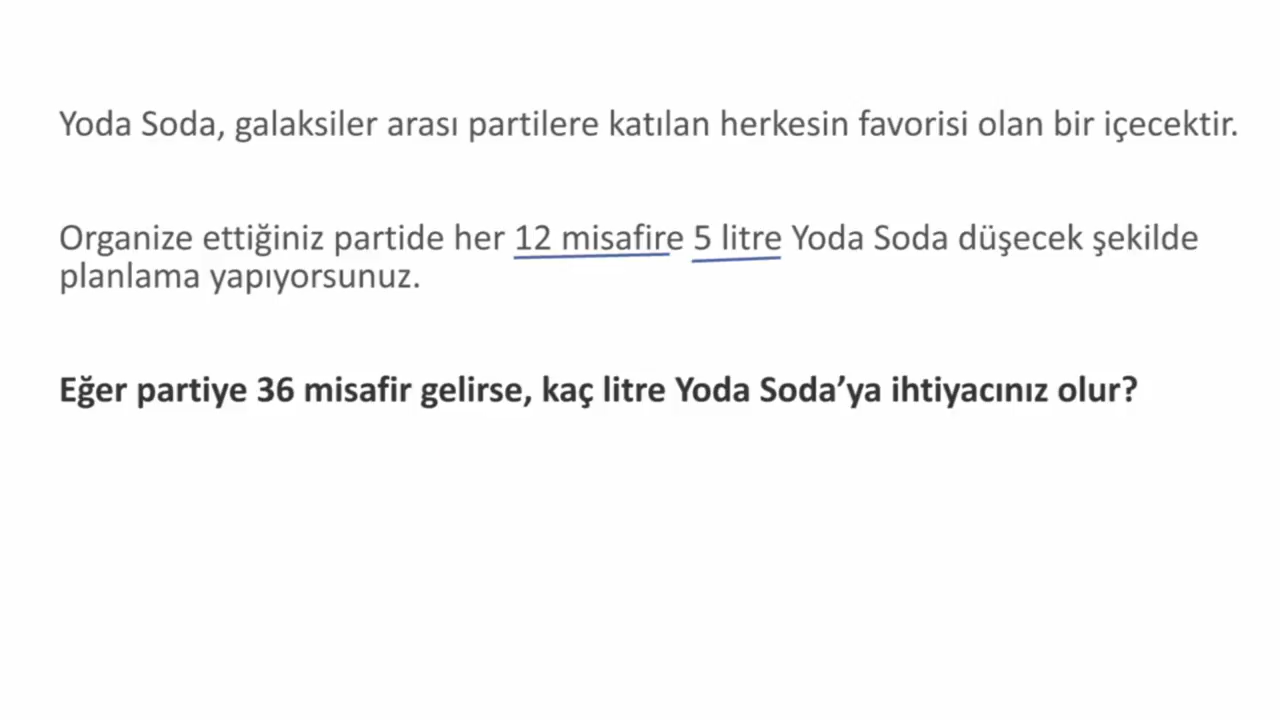 Yoda Soda, galaksiler arası partilere katılan herkesin favorisi olan bir içecektir.
Organize ettiğiniz partide her 12 misafire 5 litre Yoda Soda düşecek şekilde
planlama yapıyorsunuz.
Eğer partiye 36 misafir gelirse, kaç litre Yoda Soda’ya ihtiyacınız olur?